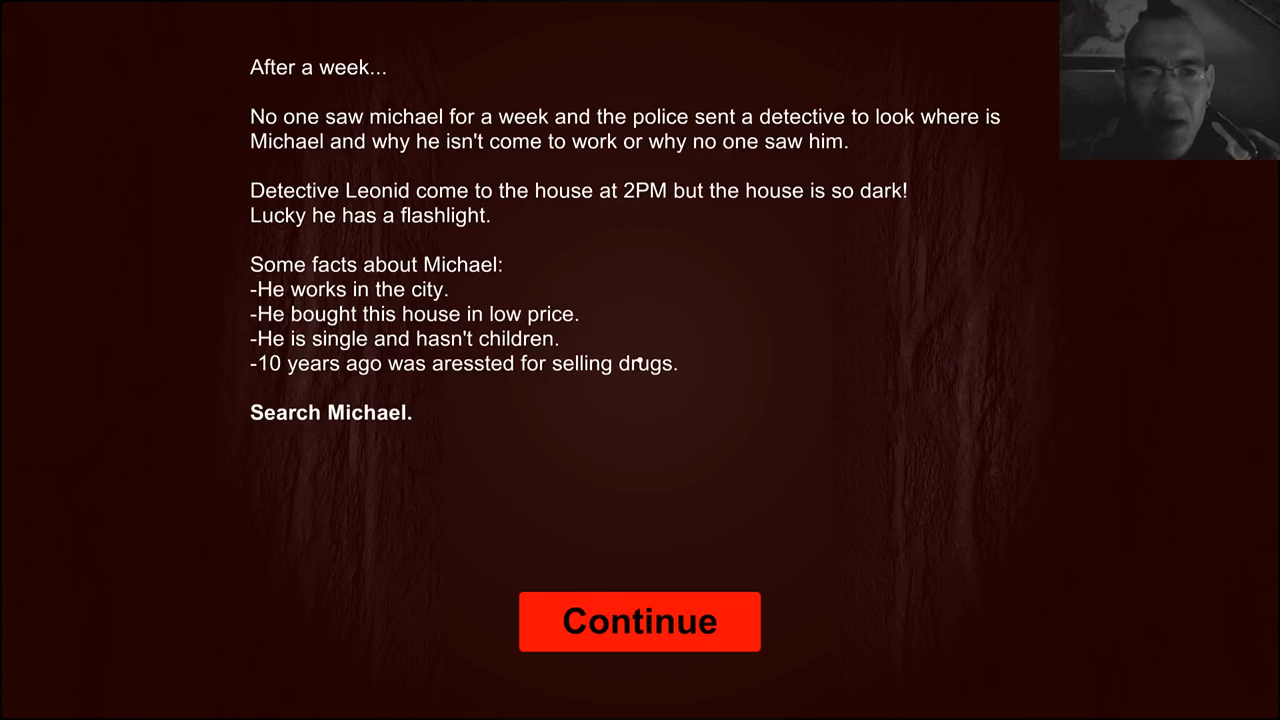 After a week...
No one saw michael for a week and the police sent a detective to look where is
Michael and why he isn't come to work or why no one saw him.
Detective Leonid come to the house at 2PM but the house is so dark!
Lucky he has a flashlight.
Some facts about Michael:
-He works in the city.
-He bought this house in low price.
-He is single and hasn't children.
-10 years ago was aressted for selling drugs.
Search Michael.
Continue